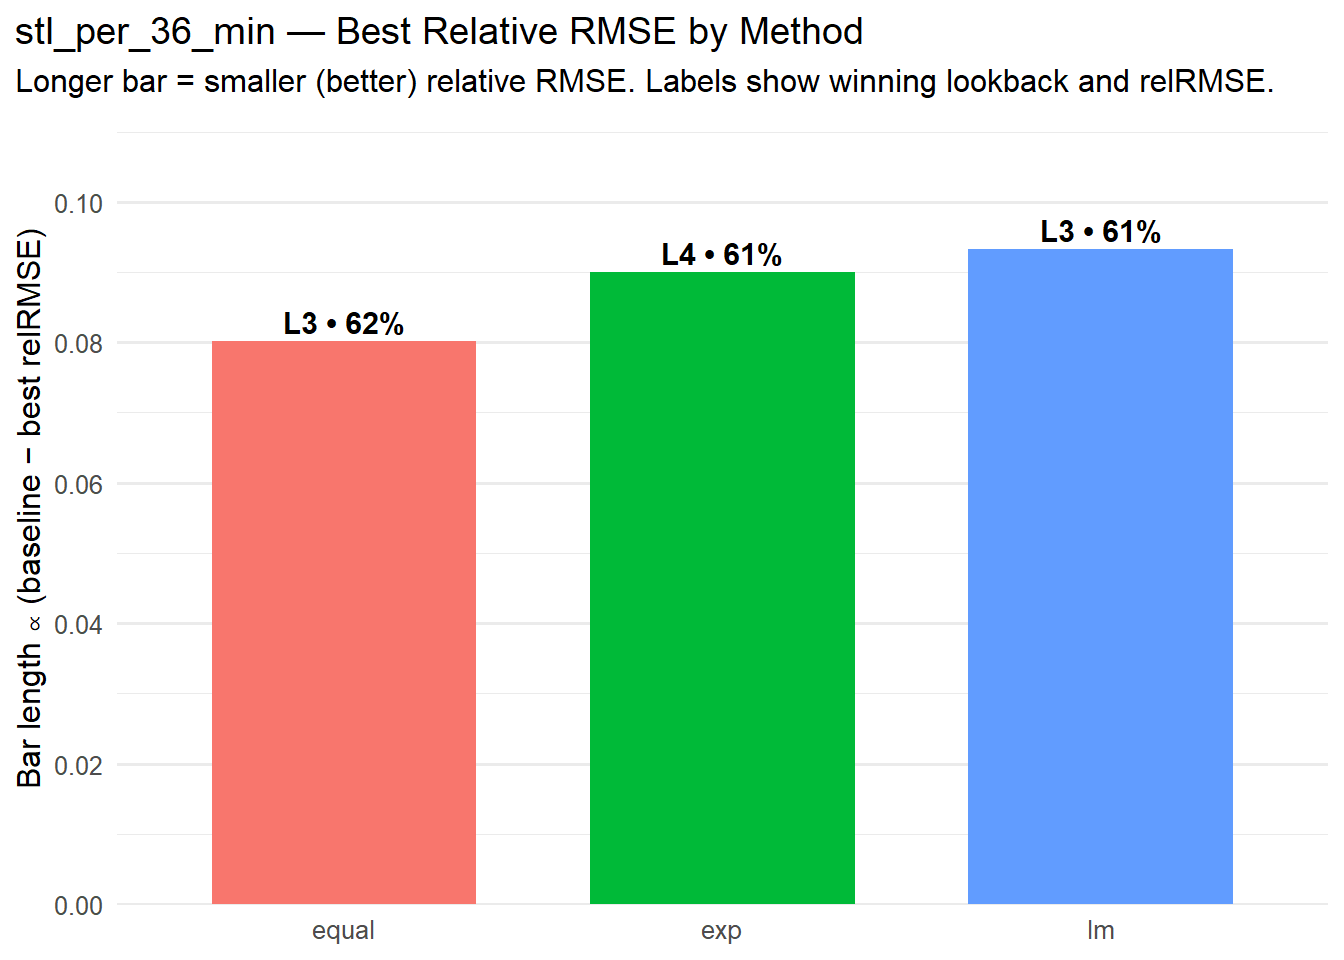 stl_per_36_min — Best Relative RMSE by Method
Longer bar = smaller (better) relative RMSE. Labels show winning lookback and relRMSE.
Bar length ∝ (baseline − best relRMSE)
0.10
0.08
0.06
0.04
0.02
0.00
L3 • 62%
L4 • 61%
L3 • 61%
equal
exp
lm